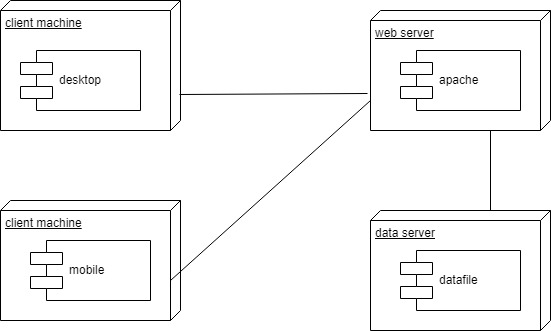 client machine
desktop
web server
apache
client machine
mobile
data server
datafile